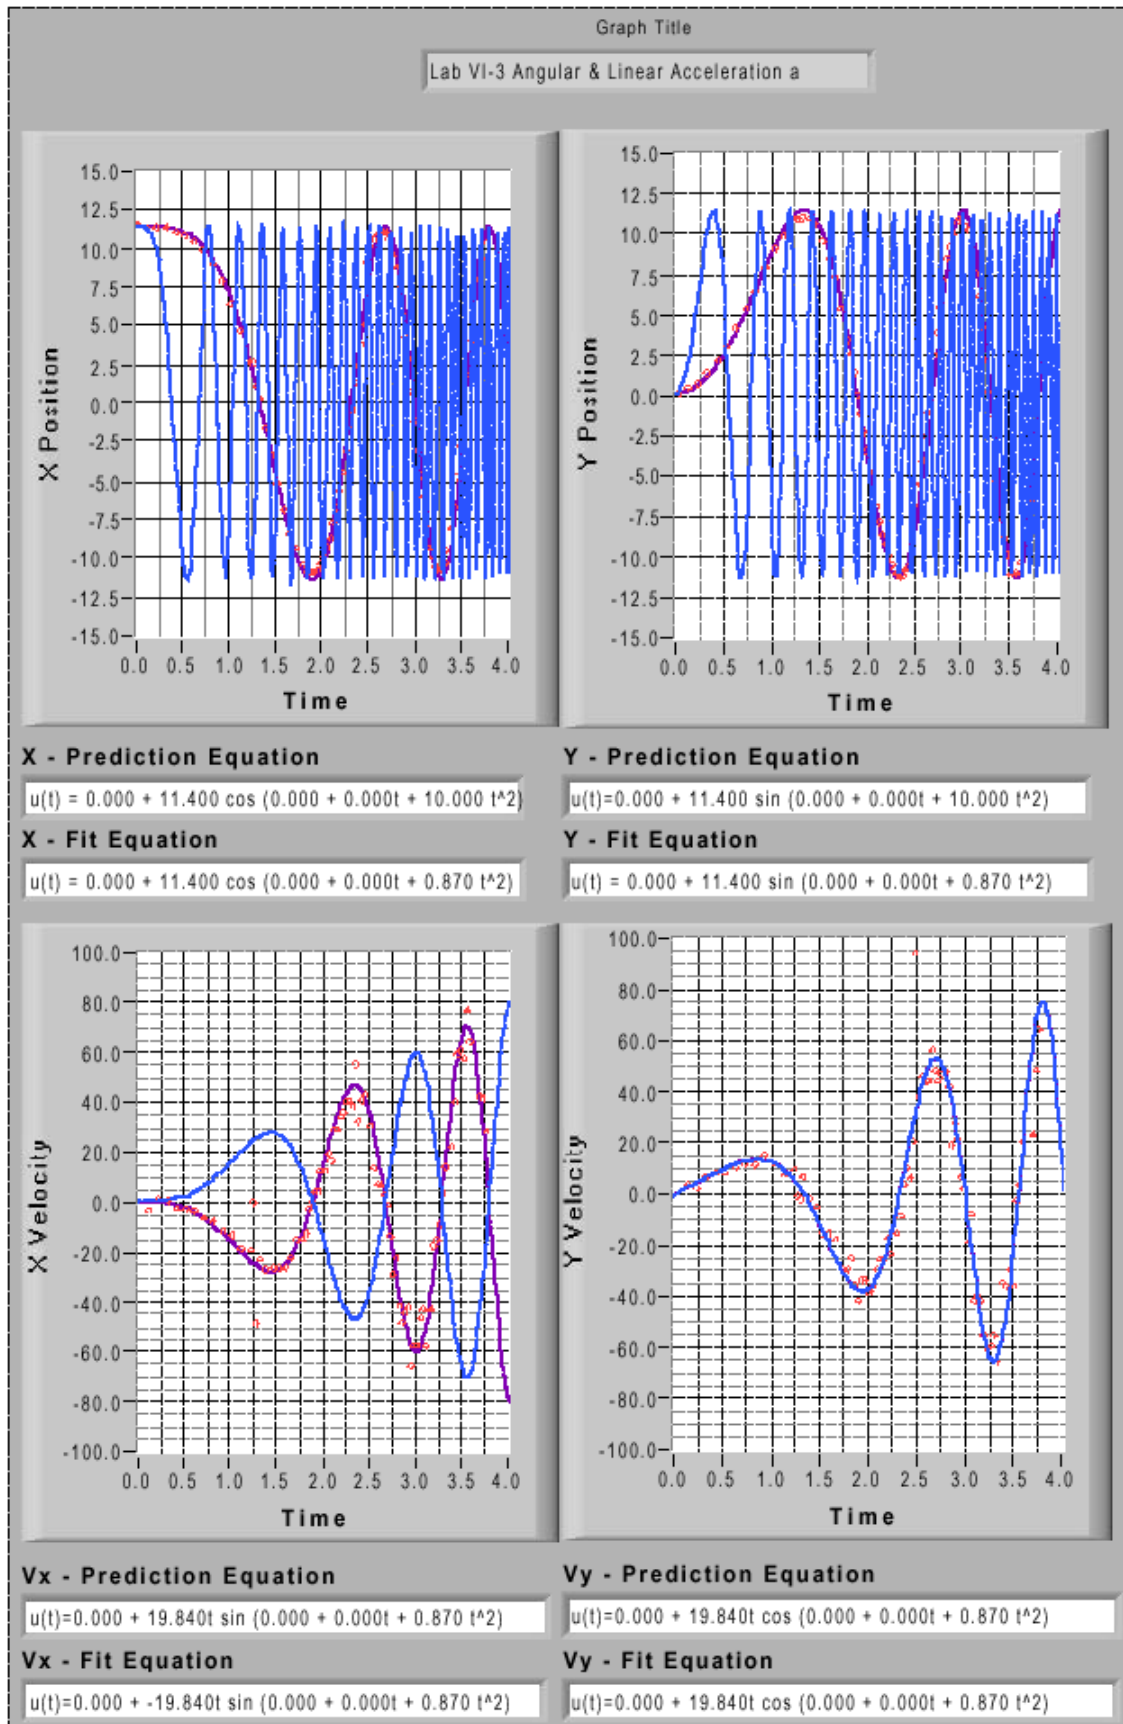 Graph Title
Lab VI-3 Angular & Linear Acceleration a
15.0
12.5
10.0
7.5
5.0
2.5
0.0
-2.5
-5.0
-7.5
-10.0
-12.5
-15.0
X Position
0.0 0.5 1.0 1.5 2.0 2.5 3.0 3.5 4.0
Time
15.0
12.5
10.0
7.5
5.0
2.5
0.0
-2.5
-5.0
-7.5
-10.0
-12.5
-15.0
Y Position
0.0 0.5 1.0 1.5 2.0 2.5 3.0 3.5 4.0
Time
X - Prediction Equation
u(t) = 0.000 + 11.400 cos (0.000 + 0.000t + 10.000 t^2)
X - Fit Equation
u(t) = 0.000 + 11.400 cos (0.000 + 0.000t + 0.870 t^2)
Y - Prediction Equation
u(t)=0.000 + 11.400 sin (0.000 + 0.000t + 10.000 t^2)
Y - Fit Equation
u(t) = 0.000 + 11.400 sin (0.000 + 0.000t + 0.870 t^2)
100.0
80.0
60.0
40.0
20.0
0.0
-20.0
-40.0
-60.0
-80.0
-100.0
X Velocity
0.0 0.5 1.0 1.5 2.0 2.5 3.0 3.5 4.0
Time
100.0
80.0
60.0
40.0
20.0
0.0
-20.0
-40.0
-60.0
-80.0
-100.0
Y Velocity
0.0 0.5 1.0 1.5 2.0 2.5 3.0 3.5 4.0
Time
Vx - Prediction Equation
u(t)=0.000 + 19.840t sin (0.000 + 0.000t + 0.870 t^2)
Vx - Fit Equation
u(t)=0.000 + -19.840t sin (0.000 + 0.000t + 0.870 t^2)
Vy - Prediction Equation
u(t)=0.000 + 19.840t cos (0.000 + 0.000t + 0.870 t^2)
Vy - Fit Equation
u(t)=0.000 + 19.840t cos (0.000 + 0.000t + 0.870 t^2)